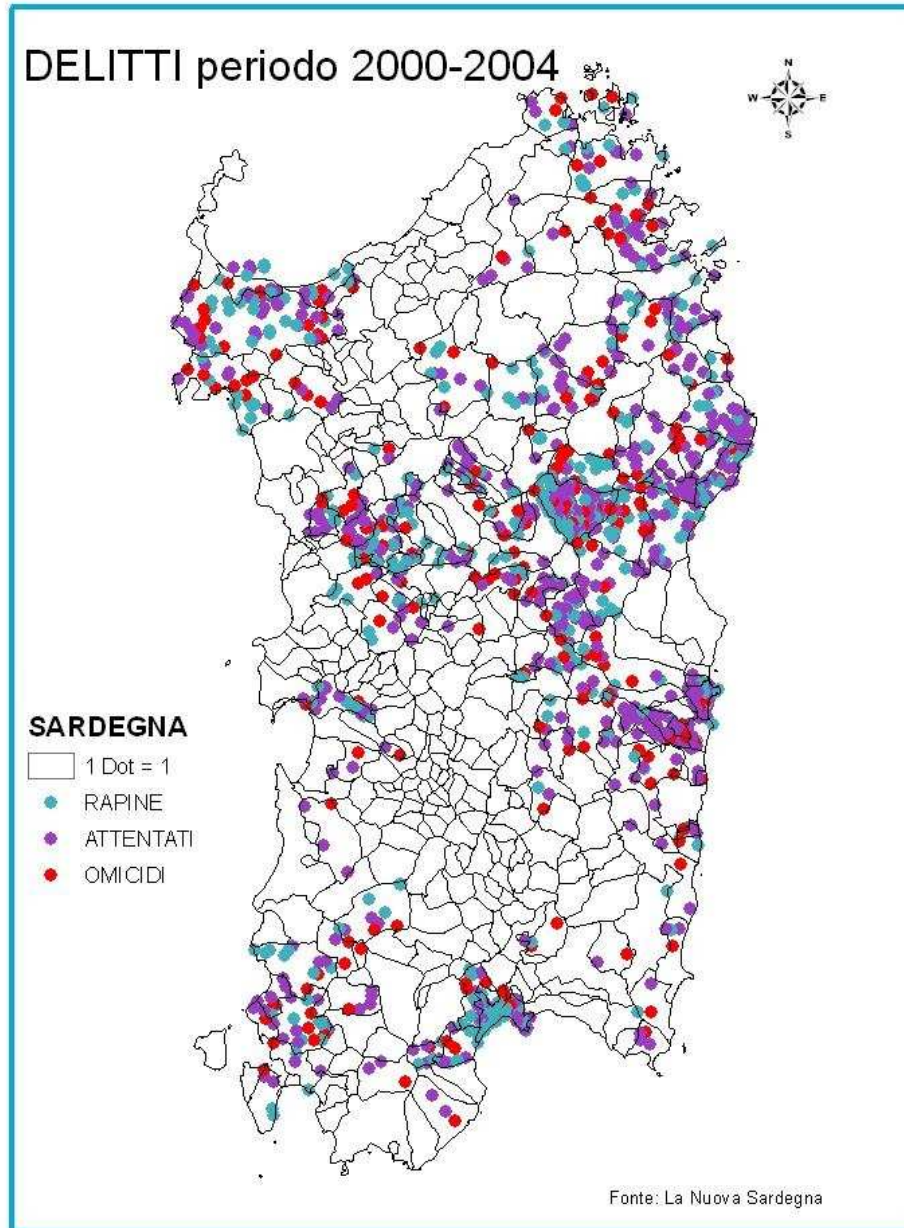 DELITTI periodo 2000-2004
N
W E
S
SARDEGNA
1 Dot = 1
RAPINE
ATTENTATI
OMICIDI
Fonte: La Nuova Sardegna